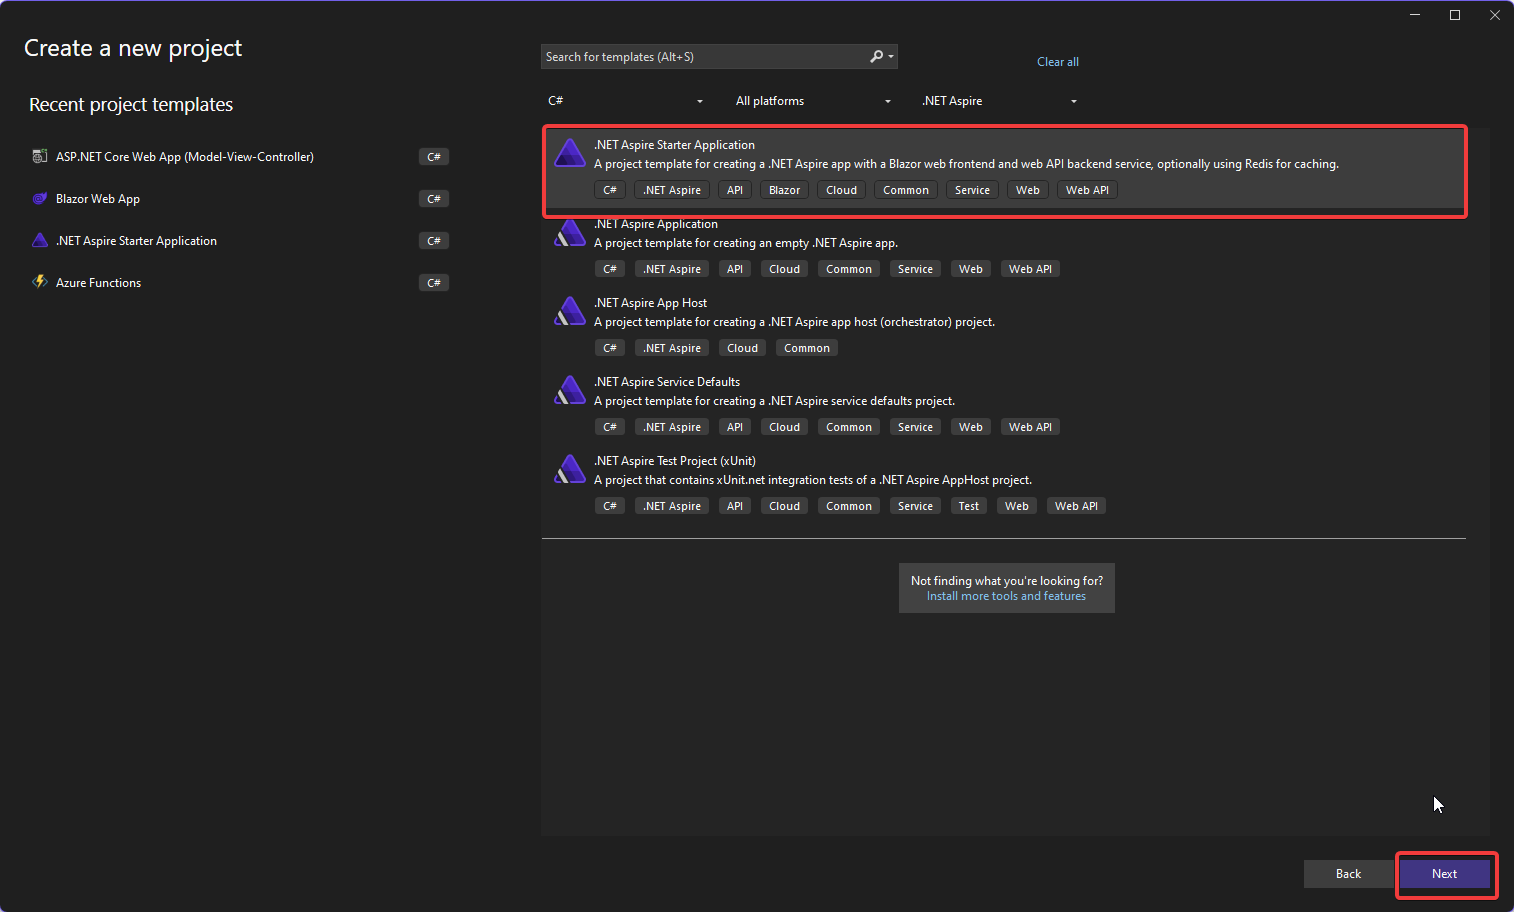 Create a new project
Recent project templates
ASP.NET Core Web App (Model-View-Controller) C#
Blazor Web App C#
.NET Aspire Starter Application C#
Azure Functions C#
Search for templates (Alt+S)
Clear all
C# All platforms .NET Aspire
.NET Aspire Starter Application
A project template for creating a .NET Aspire app with a Blazor web frontend and web API backend service, optionally using Redis for caching.
C# .NET Aspire API Blazor Cloud Common Service Web Web API
.NET Aspire Application
A project template for creating an empty .NET Aspire app.
C# .NET Aspire API Cloud Common Service Web Web API
.NET Aspire App Host
A project template for creating a .NET Aspire app host (orchestrator) project.
C# .NET Aspire Cloud Common
.NET Aspire Service Defaults
A project template for creating a .NET Aspire service defaults project.
C# .NET Aspire API Cloud Common Service Web Web API
.NET Aspire Test Project (xUnit)
A project that contains xUnit.net integration tests of a .NET Aspire AppHost project.
C# .NET Aspire API Cloud Common Service Test Web Web API
Not finding what you're looking for?
Install more tools and features
Back Next